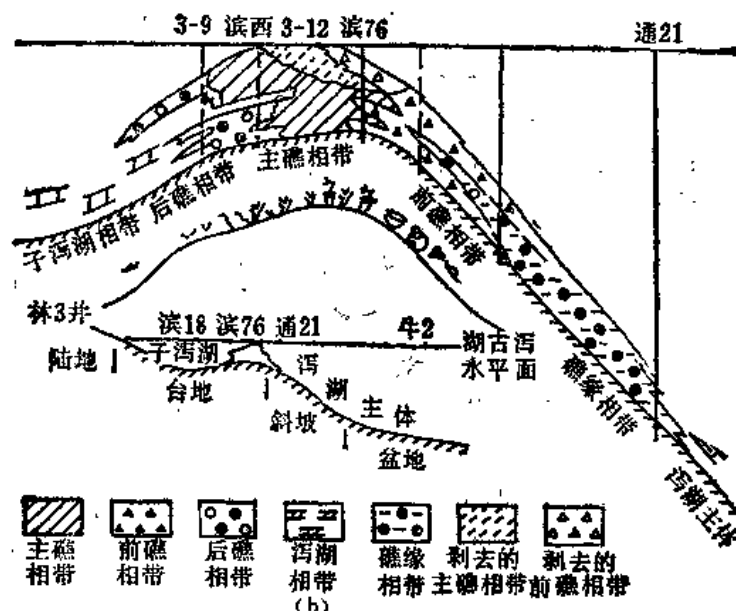 3-9 滨西 3-12 滨76 通21
主礁相带
后礁相带
子泻湖相带
前礁相带
礁缘相带
泻湖主体
林3井
滨18 滨76 通21 牛2 湖古泻
水平面
陆地 子泻湖 泻
台地 湖
斜坡 主体
盆地
主礁 前礁 后礁 泻湖 礁缘 剥去的 剥去的
相带 相带 相带 相带 相带 主礁相带 前礁相带
(b)